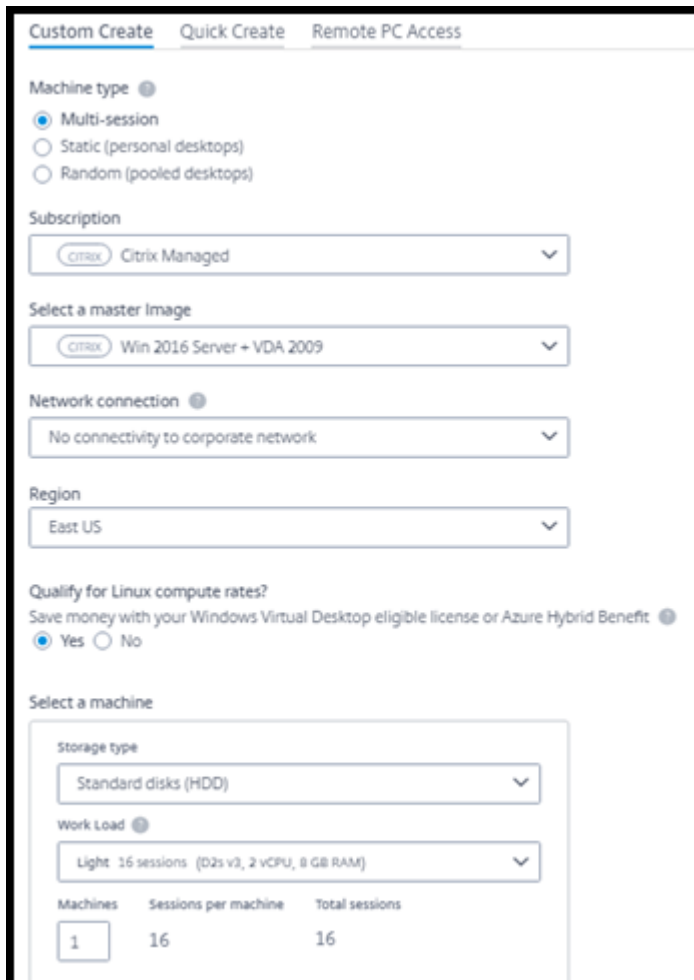 Custom Create Quick Create Remote PC Access
Machine type ?
Multi-session
Static (personal desktops)
Random (pooled desktops)
Subscription
CITRIX Citrix Managed
Select a master Image
CITRIX Win 2016 Server + VDA 2009
Network connection ?
No connectivity to corporate network
Region
East US
Qualify for Linux compute rates?
Save money with your Windows Virtual Desktop eligible license or Azure Hybrid Benefit ?
Yes No
Select a machine
Storage type
Standard disks (HDD)
Work Load ?
Light 16 sessions (D2s v3, 2 vCPU, 8 GB RAM)
Machines Sessions per machine Total sessions
1 16 16